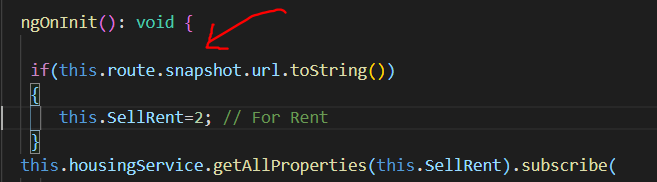 ngOnInit(): void {
if(this.route.snapshot.url.toString())
{
this.SellRent=2; // For Rent
}
this.housingService.getAllProperties(this.SellRent).subscribe(